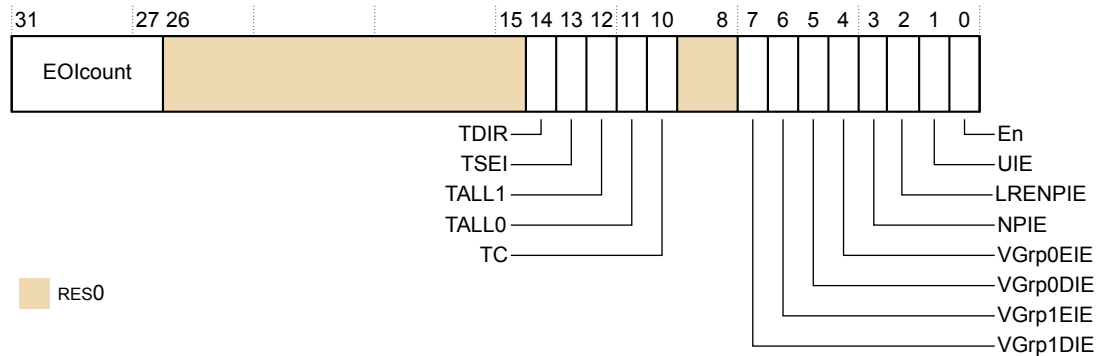 31 27 26 15 14 13 12 11 10 8 7 6 5 4 3 2 1 0
EOIcount
TDIR En
TSEI UIE
TALL1 LRENPIE
TALL0 NPIE
TC VGrp0EIE
VGrp0DIE
RES0
VGrp1EIE
VGrp1DIE